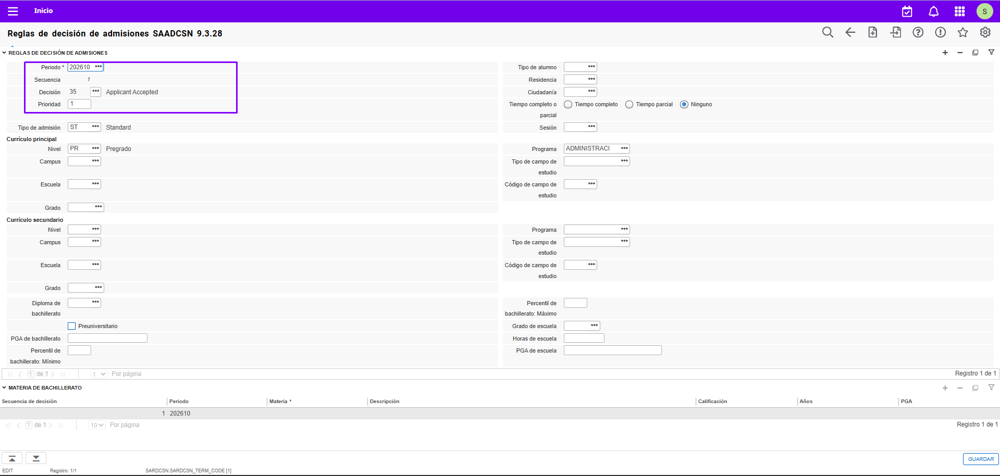 Inicio
S
Reglas de decisión de admisiones SAADCSN 9.3.28
REGLAS DE DECISIÓN DE ADMISIONES
Periodo * 202610
Secuencia 1
Decisión 35 Applicant Accepted
Prioridad 1
Tipo de alumno
Residencia
Ciudadanía
Tiempo completo o parcial Tiempo completo Tiempo parcial Ninguno
Tipo de admisión ST Standard
Sesión
Currículo principal
Nivel PR Pregrado
Programa ADMINISTRACI
Campus
Tipo de campo de estudio
Escuela
Código de campo de estudio
Grado
Currículo secundario
Nivel
Programa
Campus
Tipo de campo de estudio
Escuela
Código de campo de estudio
Grado
Diploma de bachillerato
Percentil de bachillerato: Máximo
Preuniversitario
Grado de escuela
PGA de bachillerato
Horas de escuela
Percentil de bachillerato: Mínimo
PGA de escuela
1 de 1 1 Por página Registro 1 de 1
MATERIA DE BACHILLERATO
Secuencia de decisión Periodo Materia * Descripción Calificación Años PGA
1 202610
1 de 1 10 Por página Registro 1 de 1
GUARDAR
EDIT Registro: 1/1 SARDCSN.SARDCSN_TERM_CODE [1]